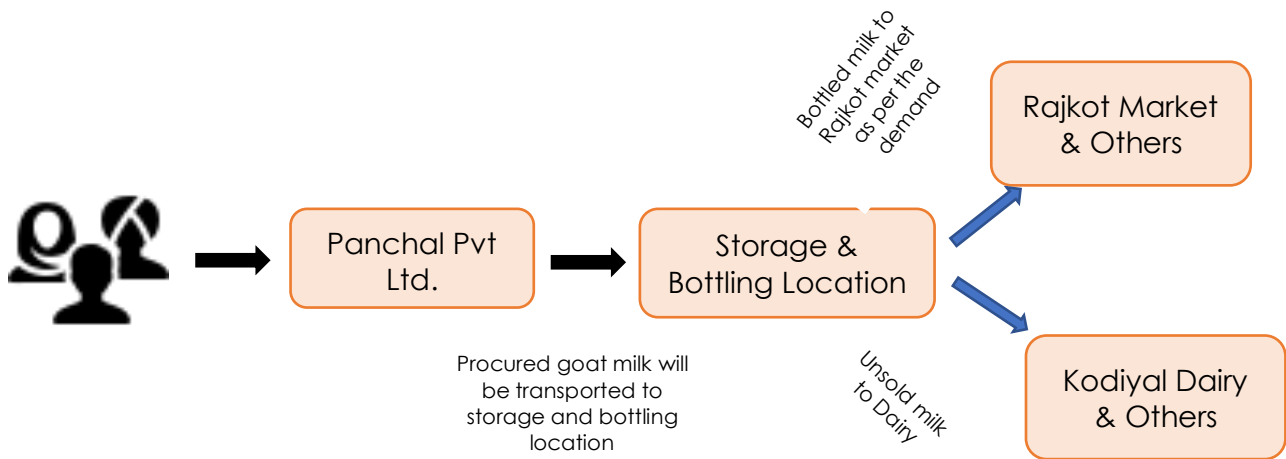 Bottled milk to
Rajkot market
as per the
demand
Rajkot Market
& Others
Panchal Pvt
Ltd.
Storage &
Bottling Location
Procured goat milk will
be transported to
storage and bottling
location
Unsold milk
to Dairy
Kodiyal Dairy
& Others